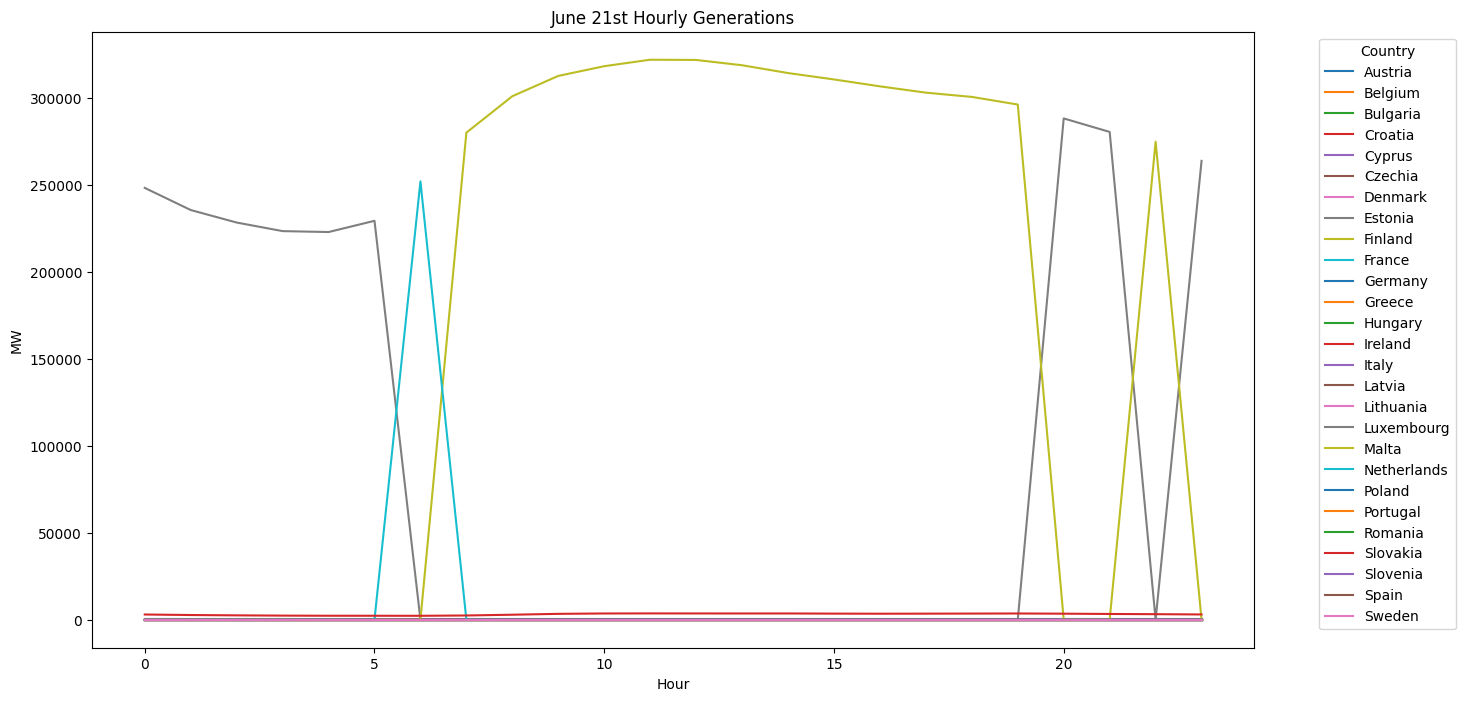 June 21st Hourly Generations
MW
300000
250000
200000
150000
100000
50000
0
0 5 10 15 20
Hour
Country
Austria
Belgium
Bulgaria
Croatia
Cyprus
Czechia
Denmark
Estonia
Finland
France
Germany
Greece
Hungary
Ireland
Italy
Latvia
Lithuania
Luxembourg
Malta
Netherlands
Poland
Portugal
Romania
Slovakia
Slovenia
Spain
Sweden